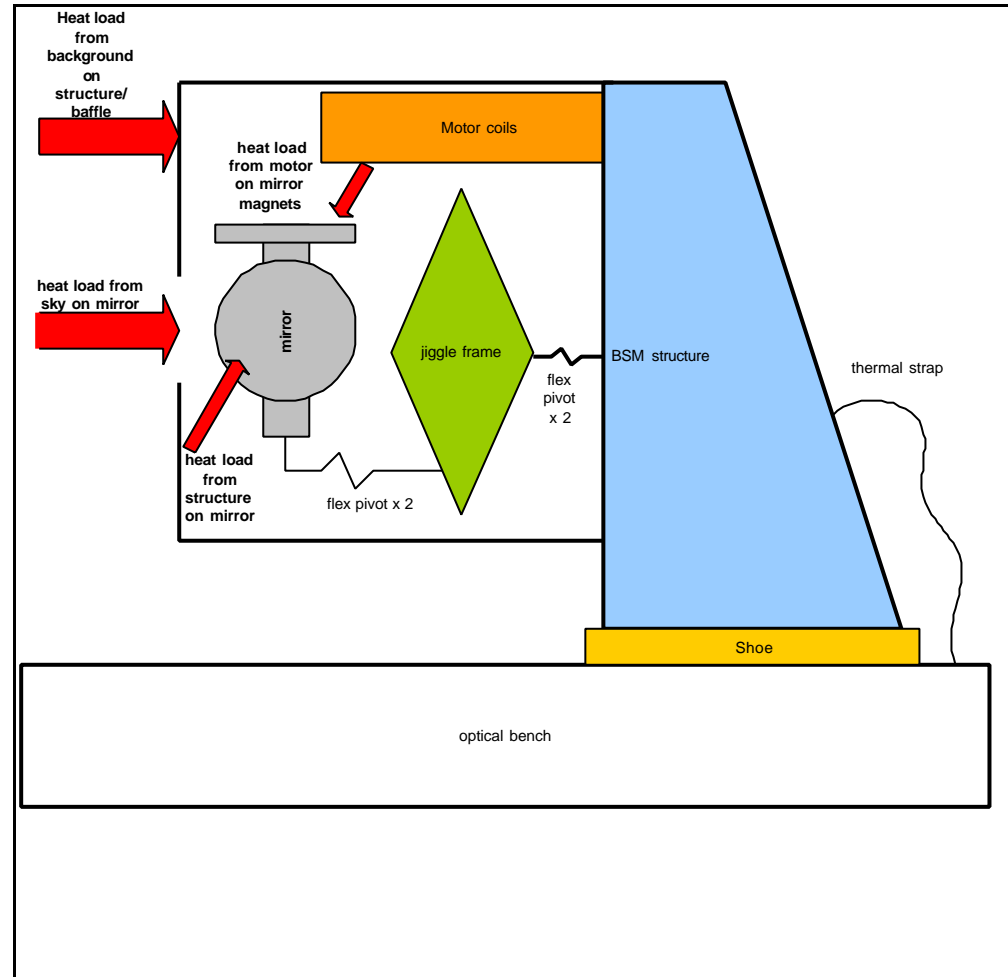 Heat load
from
background
on
structure/
baffle
Motor coils
heat load
from motor
on mirror
magnets
heat load from
sky on mirror
mirror
jiggle frame
BSM structure
thermal strap
flex
pivot
x 2
heat load
from
structure
on mirror
flex pivot x 2
Shoe
optical bench